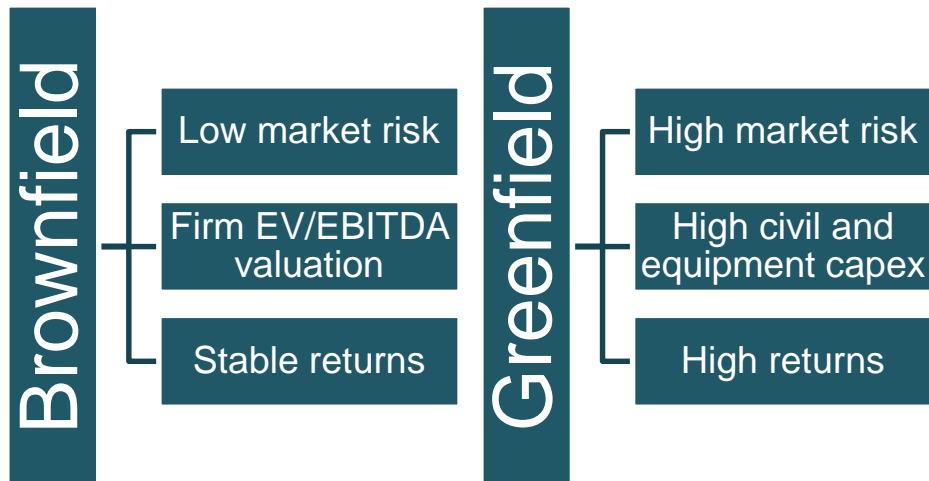 Brownfield
Low market risk
Firm EV/EBITDA
valuation
Stable returns
Greenfield
High market risk
High civil and
equipment capex
High returns